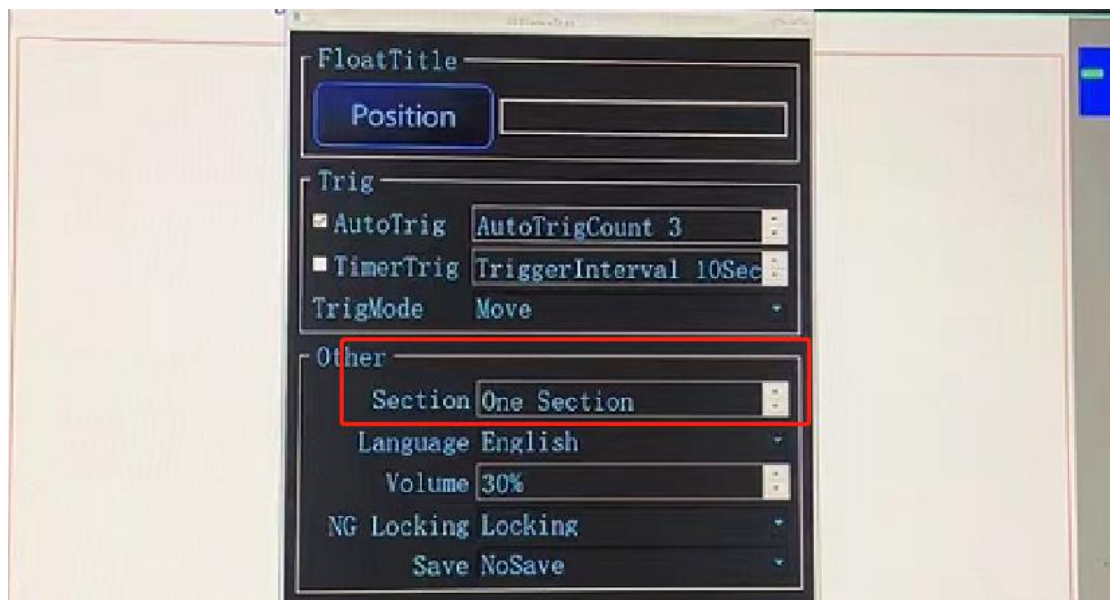 FloatTitle
Position
Trig
AutoTrig AutoTrigCount 3
TimerTrig TriggerInterval 10Sec
TrigMode Move
Other
Section One Section
Language English
Volume 30%
NG Locking Locking
Save NoSave